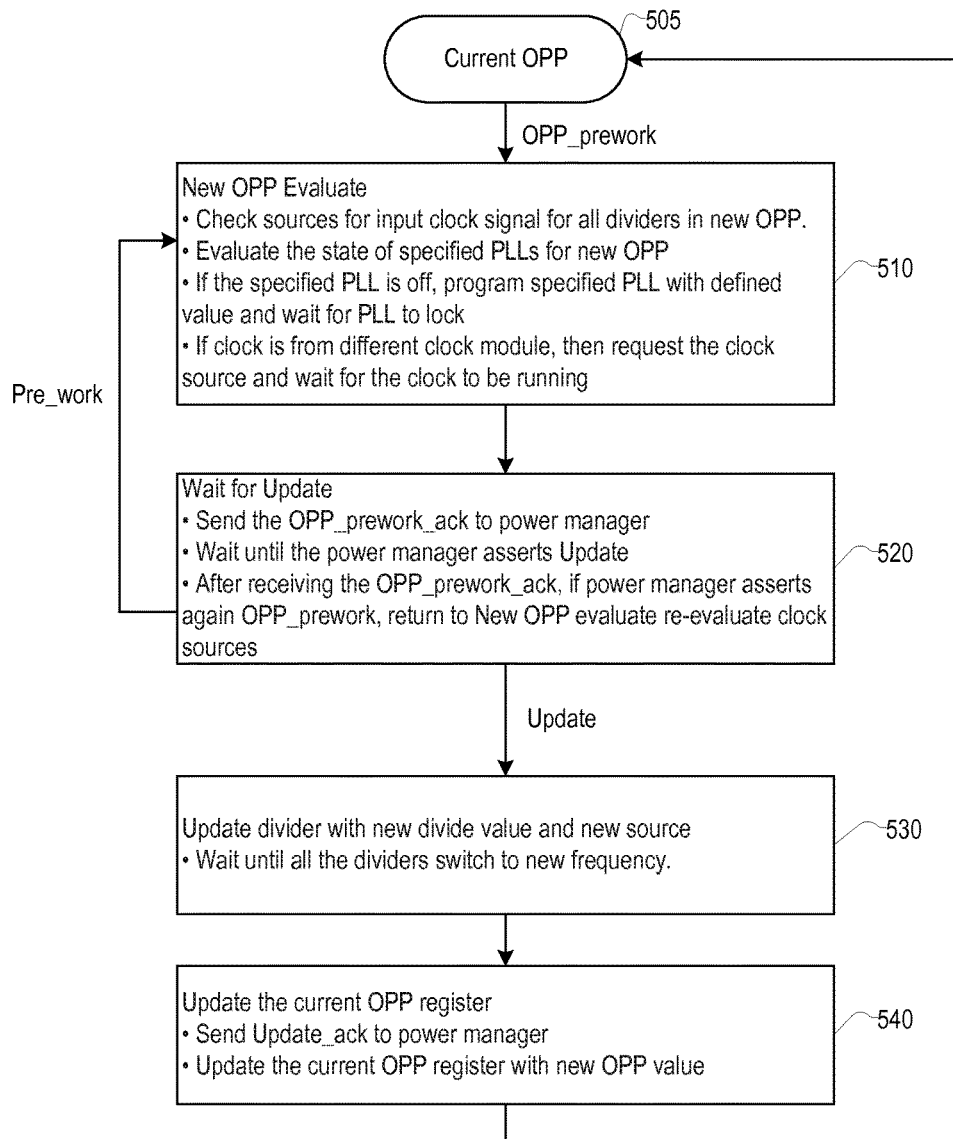 505
Current OPP
OPP_prework
New OPP Evaluate
• Check sources for input clock signal for all dividers in new OPP.
• Evaluate the state of specified PLLs for new OPP
• If the specified PLL is off, program specified PLL with defined
value and wait for PLL to lock
• If clock is from different clock module, then request the clock
source and wait for the clock to be running
510
Pre_work
Wait for Update
• Send the OPP_prework_ack to power manager
• Wait until the power manager asserts Update
• After receiving the OPP_prework_ack, if power manager asserts
again OPP_prework, return to New OPP evaluate re-evaluate clock
sources
520
Update
Update divider with new divide value and new source
• Wait until all the dividers switch to new frequency.
530
Update the current OPP register
• Send Update_ack to power manager
• Update the current OPP register with new OPP value
540